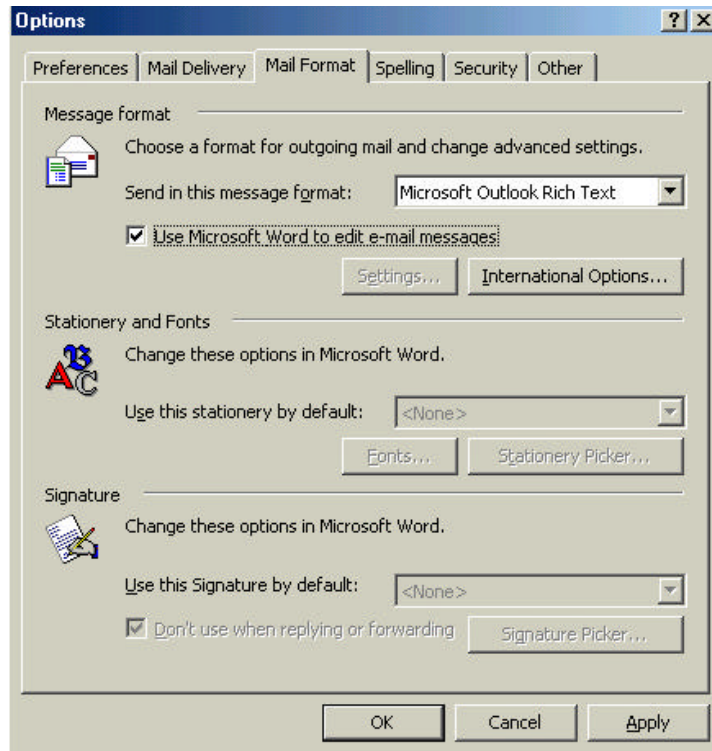 Options
Preferences Mail Delivery Mail Format Spelling Security Other
Message format
Choose a format for outgoing mail and change advanced settings.
Send in this message format: Microsoft Outlook Rich Text
Use Microsoft Word to edit e-mail messages
Settings... International Options...
Stationery and Fonts
Change these options in Microsoft Word.
Use this stationery by default: <None>
Fonts... Stationery Picker...
Signature
Change these options in Microsoft Word.
Use this Signature by default: <None>
Don't use when replying or forwarding Signature Picker...
OK Cancel Apply